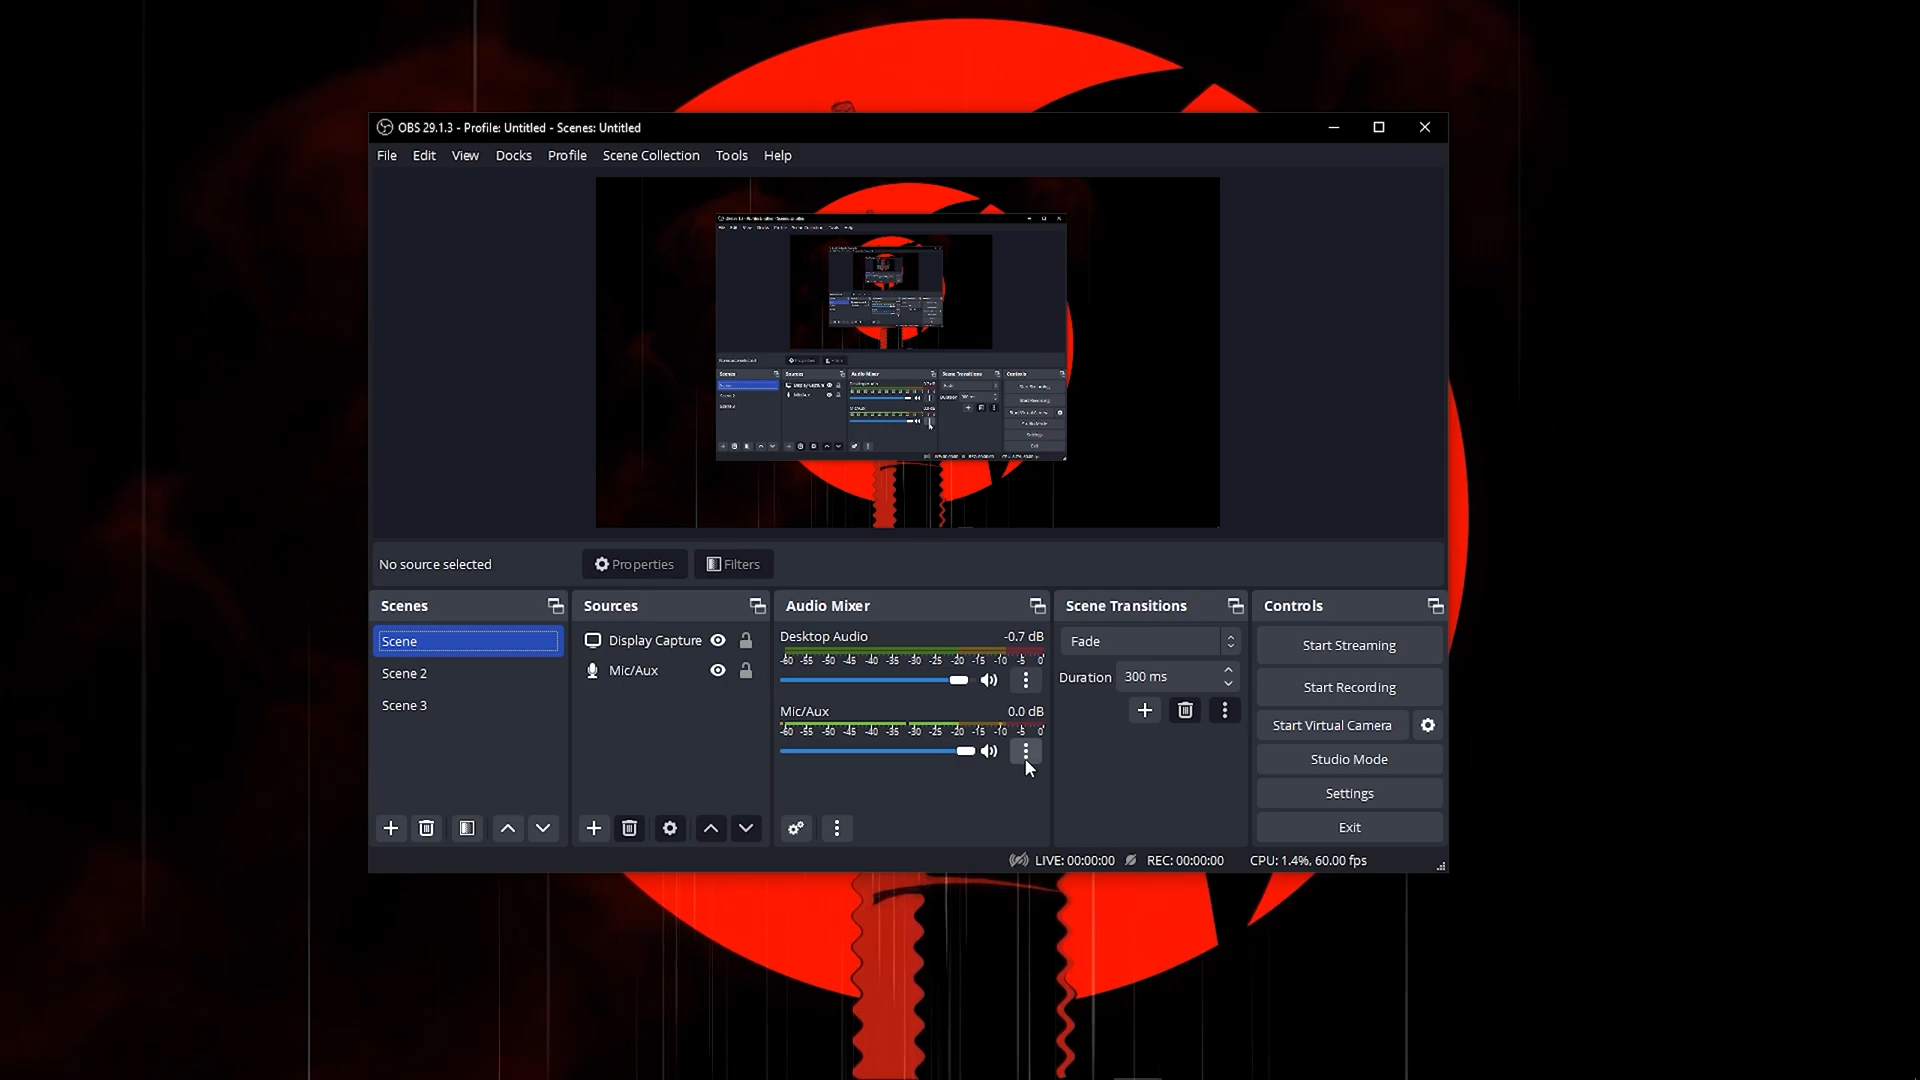 OBS 29.1.3 - Profile: Untitled - Scenes: Untitled
File Edit View Docks Profile Scene Collection Tools Help
No source selected
Properties
Filters
Scenes
Scene
Scene 2
Scene 3
Sources
Display Capture
Mic/Aux
Audio Mixer
Desktop Audio -0.7 dB
-60 -55 -50 -45 -40 -35 -30 -25 -20 -15 -10 -5 0
Mic/Aux 0.0 dB
-60 -55 -50 -45 -40 -35 -30 -25 -20 -15 -10 -5 0
Scene Transitions
Fade
Duration 300 ms
Controls
Start Streaming
Start Recording
Start Virtual Camera
Studio Mode
Settings
Exit
LIVE: 00:00:00 REC: 00:00:00 CPU: 1.4%, 60.00 fps